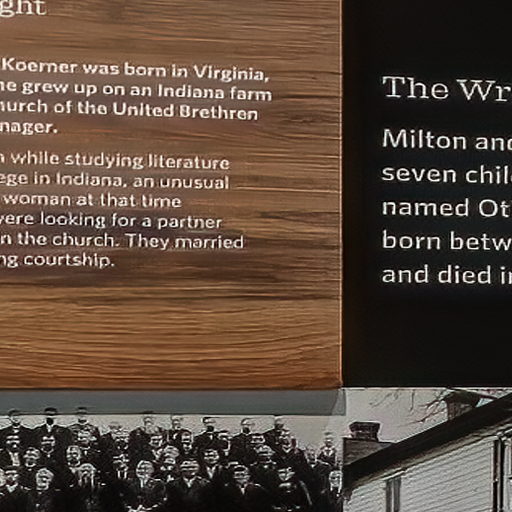 ght
Koerner was born in Virginia,
he grew up on an Indiana farm
hurch of the United Brethren
nager.
n while studying literature
ege in Indiana, an unusual
woman at that time
were looking for a partner
n the church. They married
ng courtship.
The Wr
Milton and
seven chil
named Ot
born betw
and died in